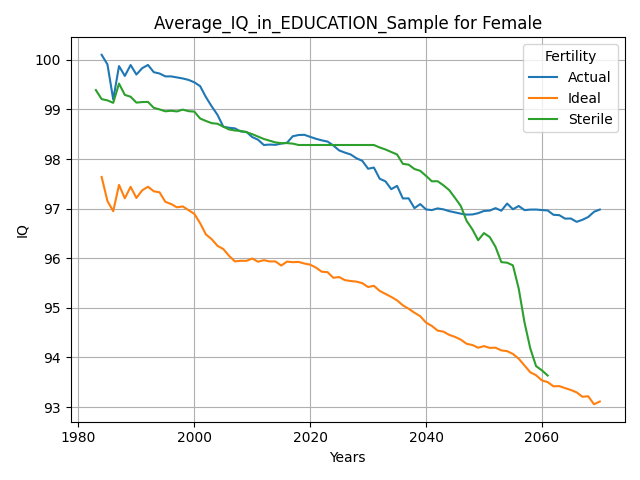 Average_IQ_in_EDUCATION_Sample for Female
IQ
100
99
98
97
96
95
94
93
1980
2000
2020
2040
2060
Years
Fertility
Actual
Ideal
Sterile